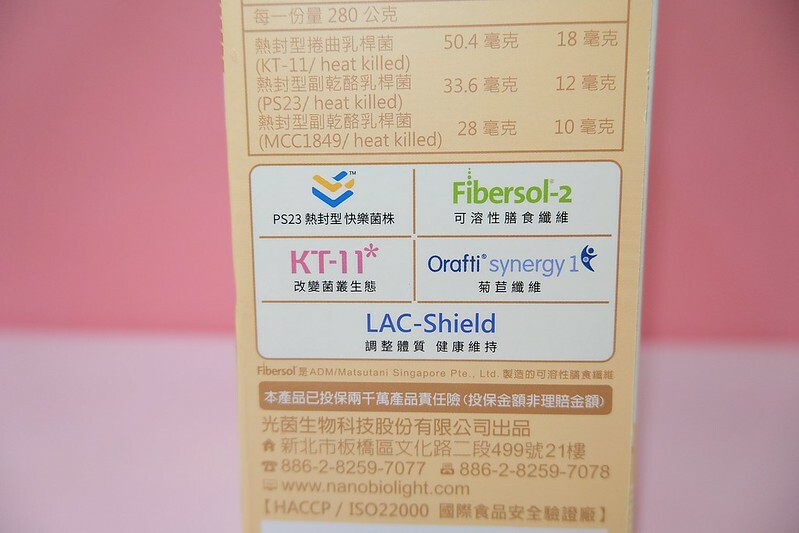 每一份量 280 公克
熱封型捲曲乳桿菌 50.4 毫克 18 毫克
(KT-11/ heat killed)
熱封型副乾酪乳桿菌 33.6 毫克 12 毫克
(PS23/ heat killed)
熱封型副乾酪乳桿菌 28 毫克 10 毫克
(MCC1849/ heat killed)
TM
PS23 熱封型 快樂菌株
Fibersol®-2
可溶性膳食纖維
KT-11*
改變菌叢生態
Orafti® synergy 1
菊苣纖維
LAC-Shield
調整體質 健康維持
Fibersol®是ADM/Matsutani Singapore Pte., Ltd. 製造的可溶性膳食纖維
本產品已投保兩千萬產品責任險(投保金額非理賠金額)
光茵生物科技股份有限公司出品
新北市板橋區文化路二段499號21樓
886-2-8259-7077 886-2-8259-7078
www.nanobiolight.com
【HACCP / ISO22000 國際食品安全驗證廠】